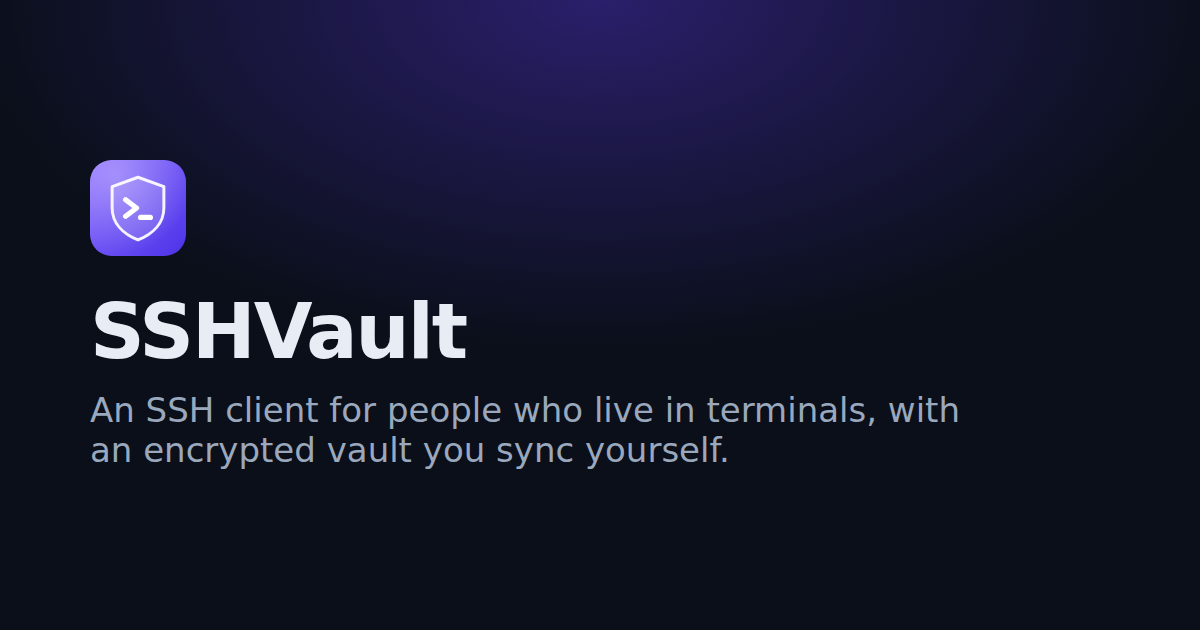 SSHVault
An SSH client for people who live in terminals, with
an encrypted vault you sync yourself.